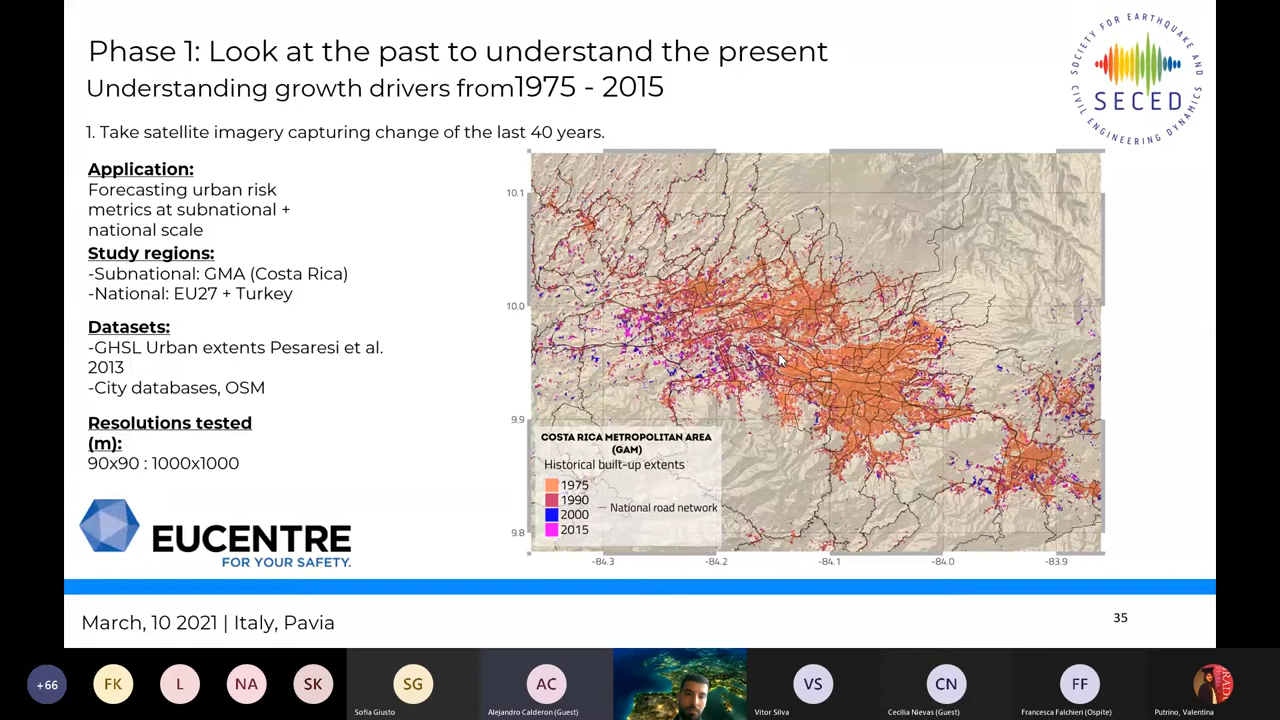 Phase 1: Look at the past to understand the present
Understanding growth drivers from1975 - 2015
SOCIETY FOR EARTHQUAKE AND CIVIL ENGINEERING DYNAMICS
SECED
1. Take satellite imagery capturing change of the last 40 years.
Application:
Forecasting urban risk
metrics at subnational +
national scale
Study regions:
-Subnational: GMA (Costa Rica)
-National: EU27 + Turkey
Datasets:
-GHSL Urban extents Pesaresi et al.
2013
-City databases, OSM
Resolutions tested
(m):
90x90 : 1000x1000
10.1
10.0
9.9
9.8
COSTA RICA METROPOLITAN AREA
(GAM)
Historical built-up extents
1975
1990
2000
2015
National road network
-84.3
-84.2
-84.1
-84.0
-83.9
EUCENTRE
FOR YOUR SAFETY.
March, 10 2021 | Italy, Pavia
35
+66
FK
L
NA
SK
SG
Sofia Giusto
AC
Alejandro Calderon (Guest)
VS
Vitor Silva
CN
Cecilia Nievas (Guest)
FF
Francesca Falchieri (Ospite)
Putrino, Valentina